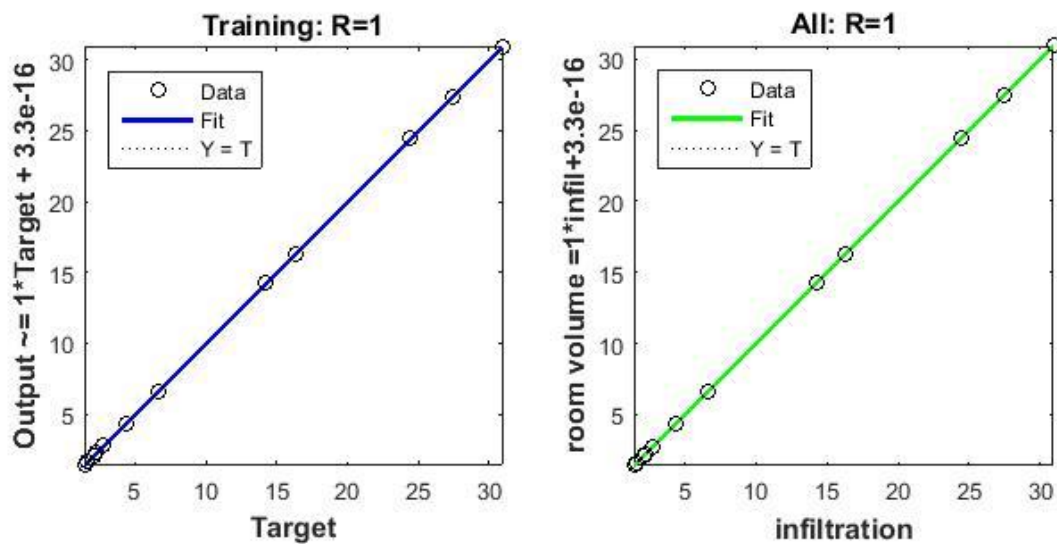 Training: R=1
Output ~= 1*Target + 3.3e-16
Data
Fit
Y = T
30
25
20
15
10
5
5 10 15 20 25 30
Target
All: R=1
room volume =1*infil+3.3e-16
Data
Fit
Y = T
30
25
20
15
10
5
5 10 15 20 25 30
infiltration